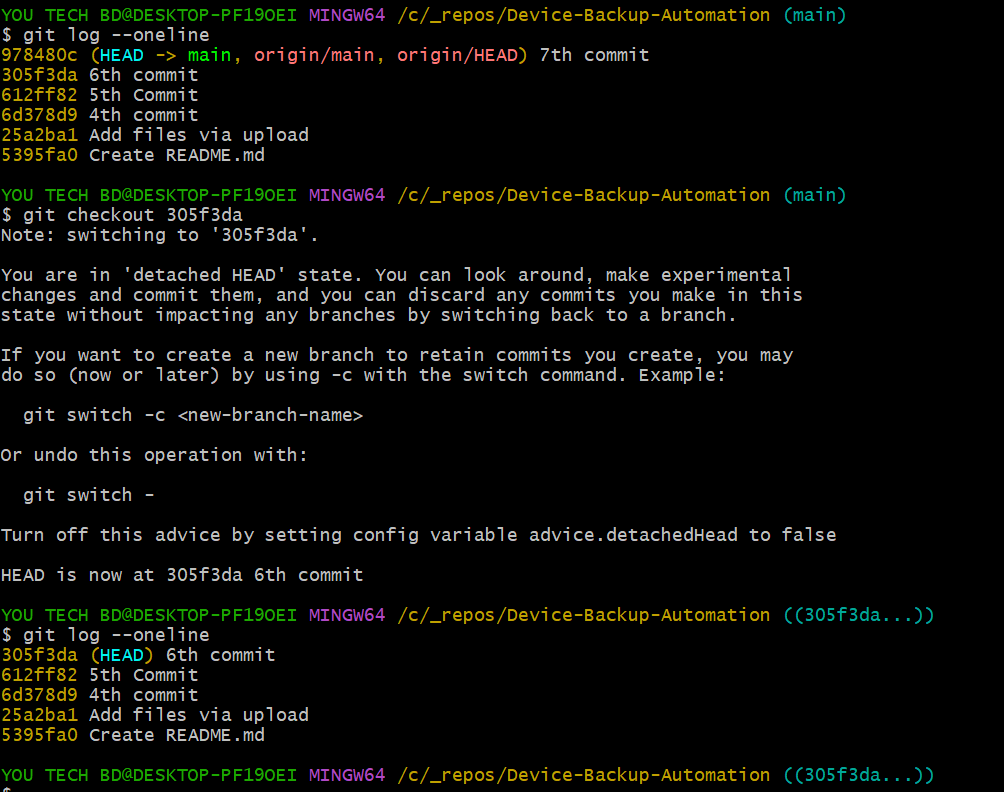 YOU TECH BD@DESKTOP-PF19OEI MINGW64 /c/_repos/Device-Backup-Automation (main)
$ git log --oneline
978480c (HEAD -> main, origin/main, origin/HEAD) 7th commit
305f3da 6th commit
612ff82 5th Commit
6d378d9 4th commit
25a2ba1 Add files via upload
5395fa0 Create README.md
YOU TECH BD@DESKTOP-PF19OEI MINGW64 /c/_repos/Device-Backup-Automation (main)
$ git checkout 305f3da
Note: switching to '305f3da'.
You are in 'detached HEAD' state. You can look around, make experimental
changes and commit them, and you can discard any commits you make in this
state without impacting any branches by switching back to a branch.
If you want to create a new branch to retain commits you create, you may
do so (now or later) by using -c with the switch command. Example:
git switch -c <new-branch-name>
Or undo this operation with:
git switch -
Turn off this advice by setting config variable advice.detachedHead to false
HEAD is now at 305f3da 6th commit
YOU TECH BD@DESKTOP-PF19OEI MINGW64 /c/_repos/Device-Backup-Automation ((305f3da...))
$ git log --oneline
305f3da (HEAD) 6th commit
612ff82 5th Commit
6d378d9 4th commit
25a2ba1 Add files via upload
5395fa0 Create README.md
YOU TECH BD@DESKTOP-PF19OEI MINGW64 /c/_repos/Device-Backup-Automation ((305f3da...))
$